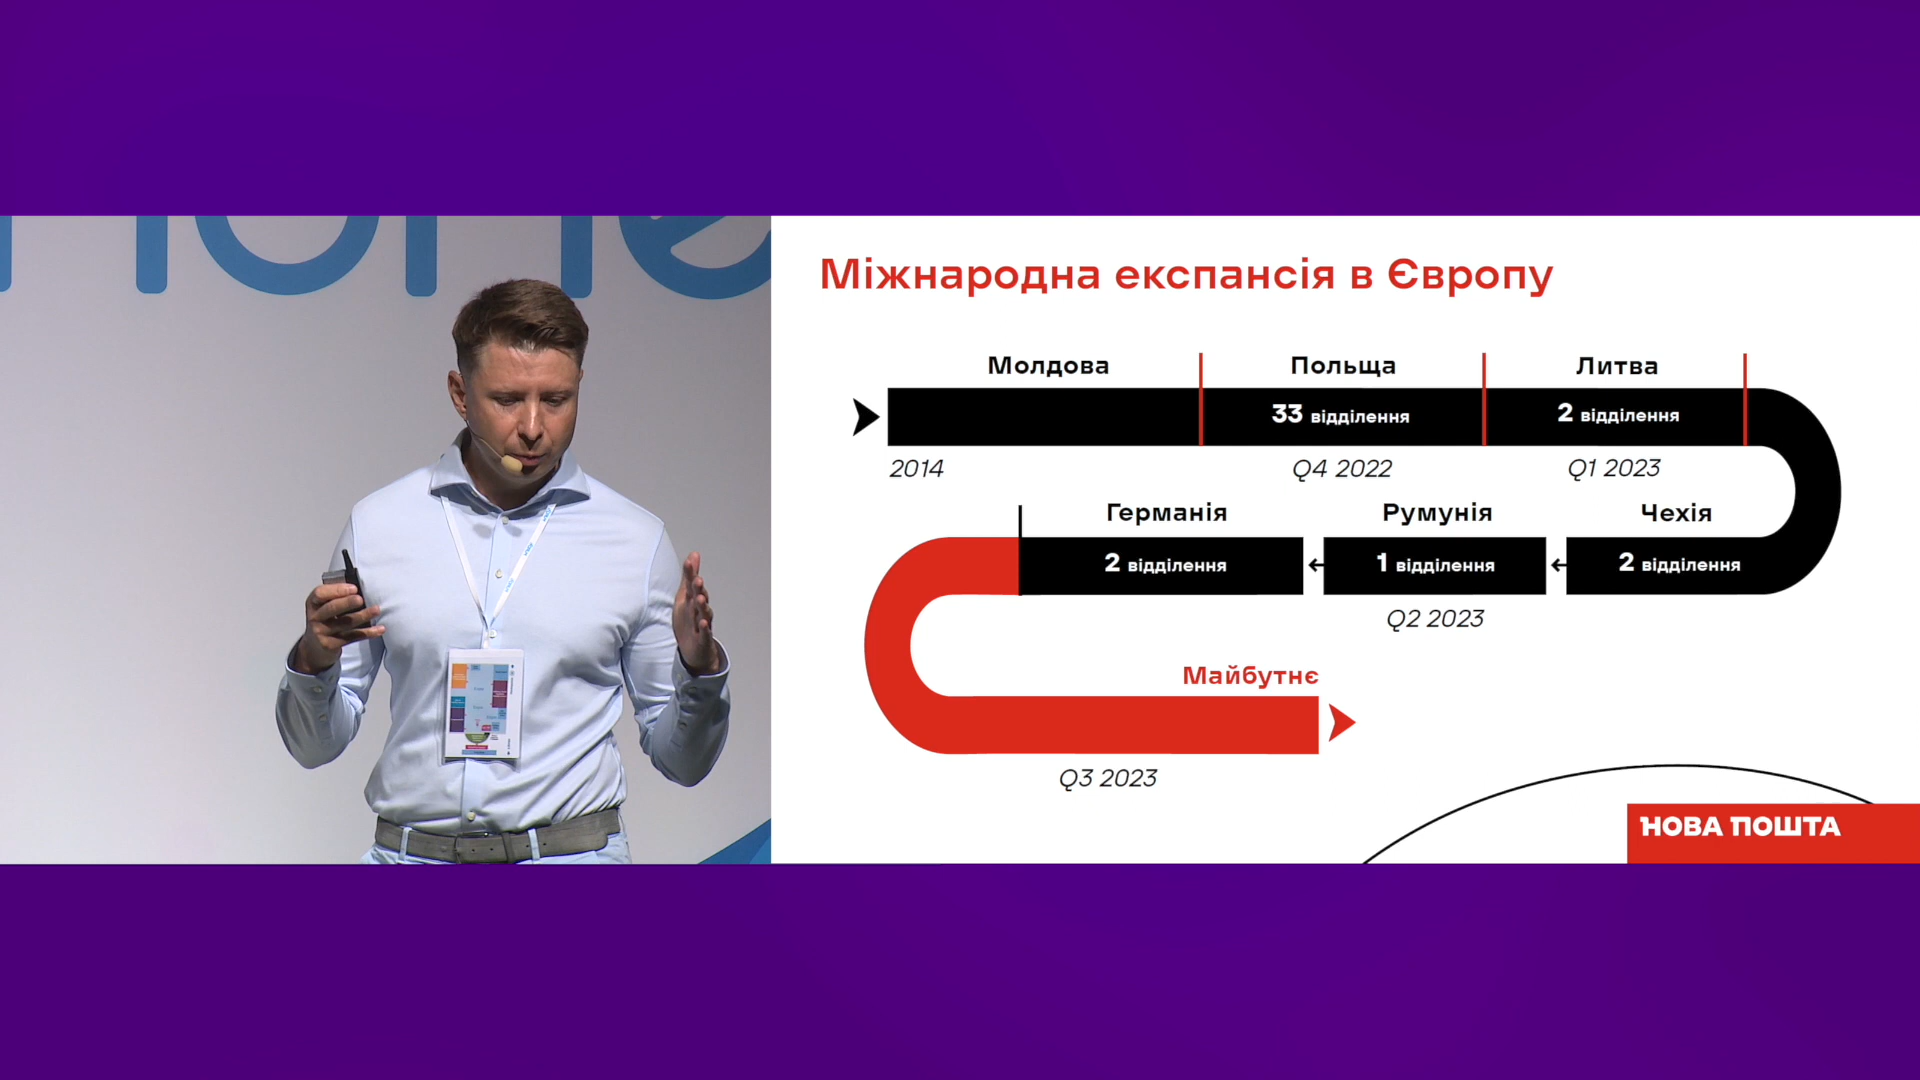 Міжнародна експансія в Європу
Молдова
Польща
Литва
33 відділення
2 відділення
2014
Q4 2022
Q1 2023
Германія
Румунія
Чехія
2 відділення
1 відділення
2 відділення
Q2 2023
Майбутнє
Q3 2023
НОВА ПОШТА